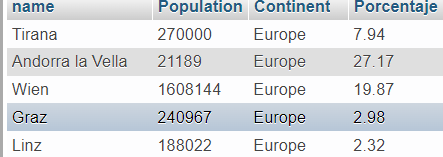 name Population Continent Porcentaje
Tirana 270000 Europe 7.94
Andorra la Vella 21189 Europe 27.17
Wien 1608144 Europe 19.87
Graz 240967 Europe 2.98
Linz 188022 Europe 2.32